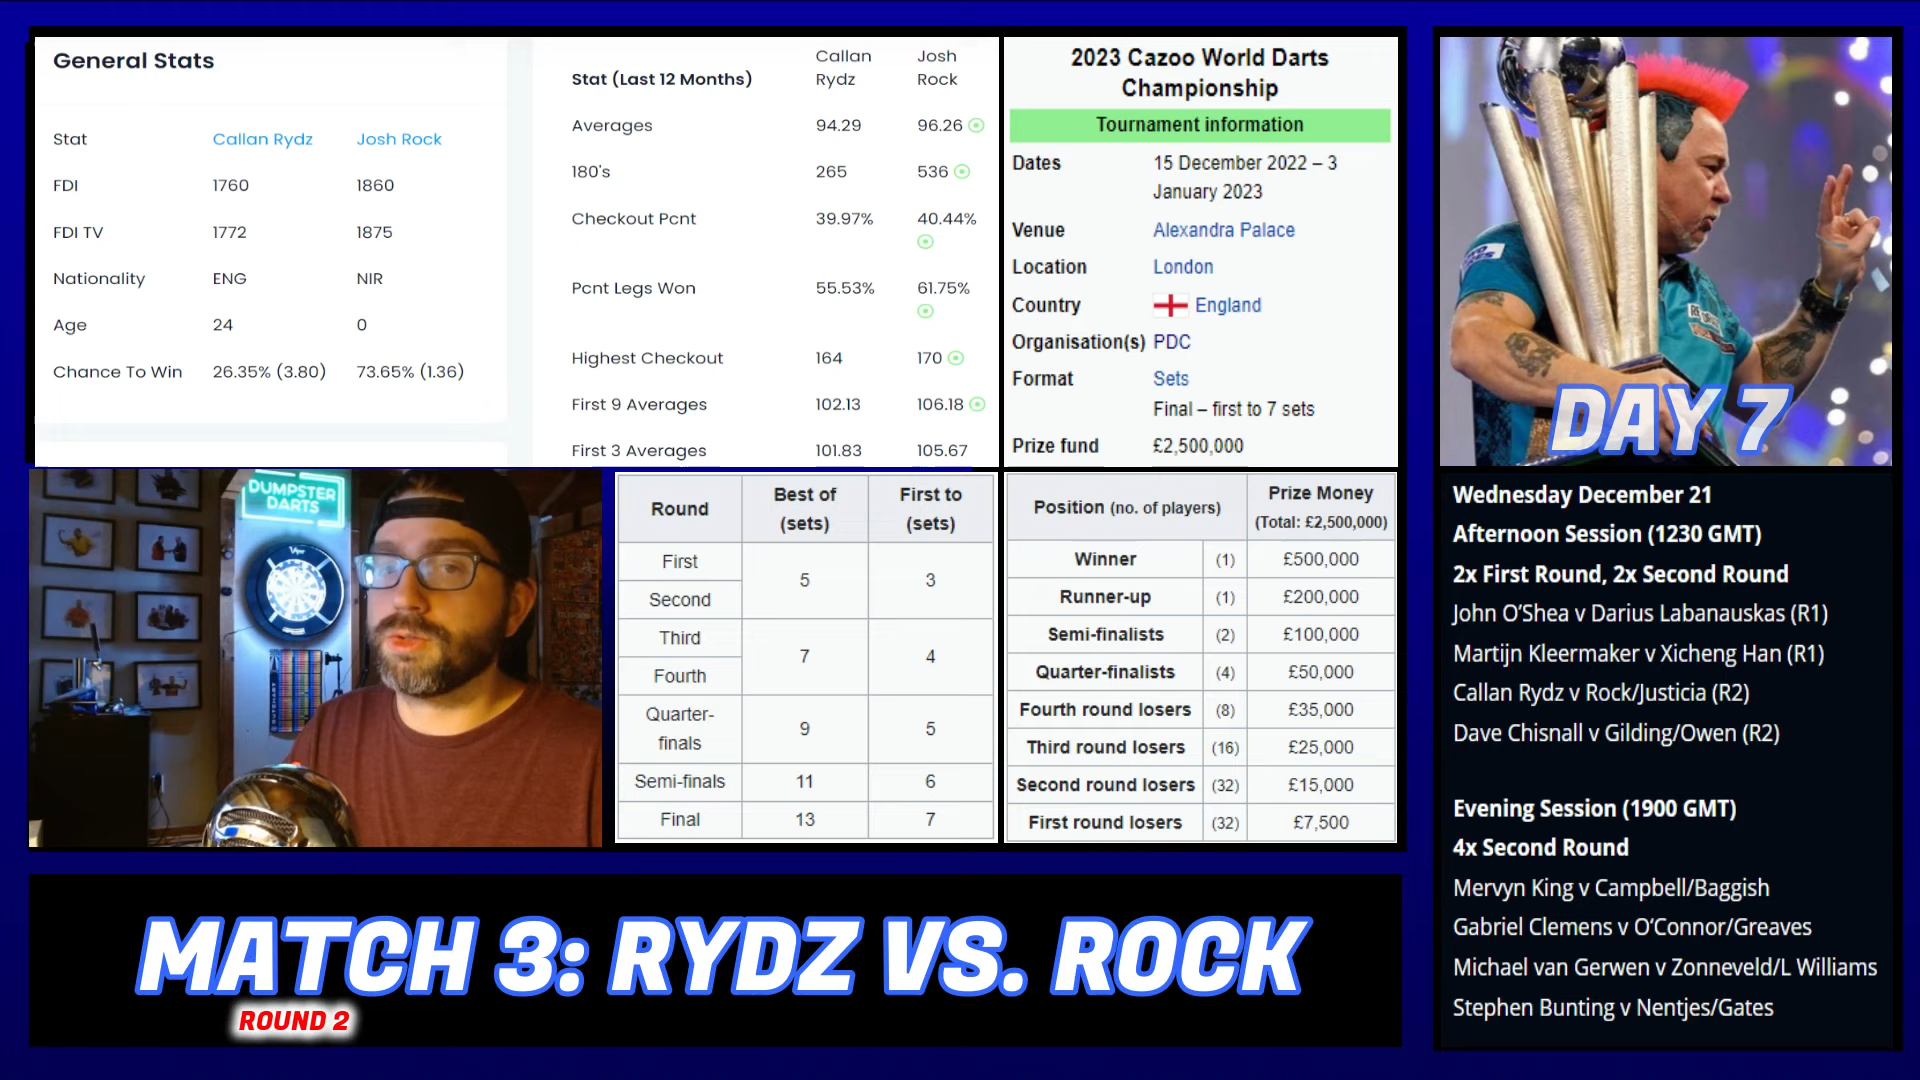 General Stats
Stat Callan Rydz Josh Rock
FDI 1760 1860
FDI TV 1772 1875
Nationality ENG NIR
Age 24 0
Chance To Win 26.35% (3.80) 73.65% (1.36)
Stat (Last 12 Months) Callan Rydz Josh Rock
Averages 94.29 96.26
180's 265 536
Checkout Pcnt 39.97% 40.44%
Pcnt Legs Won 55.53% 61.75%
Highest Checkout 164 170
First 9 Averages 102.13 106.18
First 3 Averages 101.83 105.67
2023 Cazoo World Darts
Championship
Tournament information
Dates 15 December 2022 – 3
January 2023
Venue Alexandra Palace
Location London
Country England
Organisation(s) PDC
Format Sets
Final – first to 7 sets
Prize fund £2,500,000
DAY 7
DUMPSTER
DARTS
Round Best of (sets) First to (sets)
First 5 3
Second
Third 7 4
Fourth
Quarter-
finals 9 5
Semi-finals 11 6
Final 13 7
Position (no. of players) Prize Money
(Total: £2,500,000)
Winner (1) £500,000
Runner-up (1) £200,000
Semi-finalists (2) £100,000
Quarter-finalists (4) £50,000
Fourth round losers (8) £35,000
Third round losers (16) £25,000
Second round losers (32) £15,000
First round losers (32) £7,500
Wednesday December 21
Afternoon Session (1230 GMT)
2x First Round, 2x Second Round
John O'Shea v Darius Labanauskas (R1)
Martijn Kleermaker v Xicheng Han (R1)
Callan Rydz v Rock/Justicia (R2)
Dave Chisnall v Gilding/Owen (R2)
Evening Session (1900 GMT)
4x Second Round
Mervyn King v Campbell/Baggish
Gabriel Clemens v O'Connor/Greaves
Michael van Gerwen v Zonneveld/L Williams
Stephen Bunting v Nentjes/Gates
MATCH 3: RYDZ VS. ROCK
ROUND 2